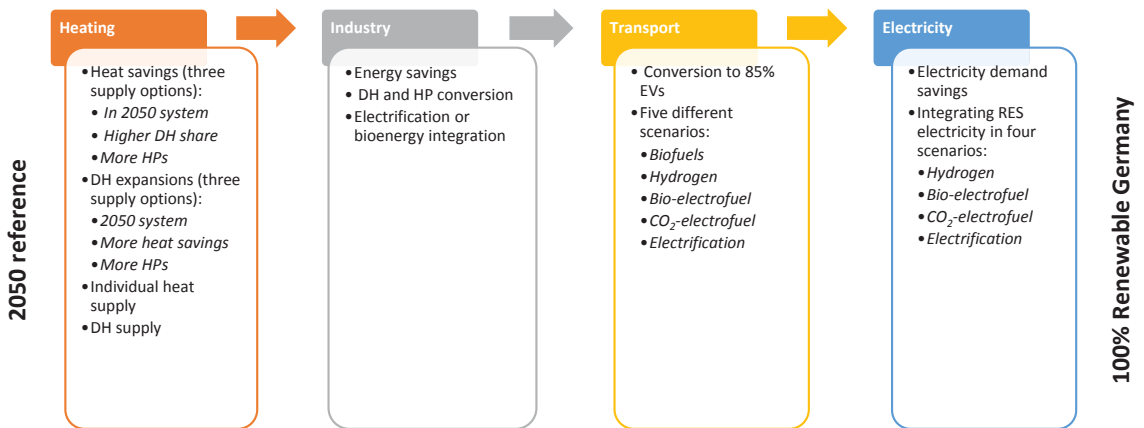 2050 reference
Heating
•Heat savings (three
supply options):
•In 2050 system
•Higher DH share
•More HPs
•DH expansions (three
supply options):
•2050 system
•More heat savings
•More HPs
•Individual heat
supply
•DH supply
Industry
•Energy savings
• DH and HP conversion
•Electrification or
bioenergy integration
Transport
• Conversion to 85%
EVs
•Five different
scenarios:
•Biofuels
•Hydrogen
•Bio-electrofuel
•CO₂-electrofuel
•Electrification
Electricity
•Electricity demand
savings
•Integrating RES
electricity in four
scenarios:
•Hydrogen
•Bio-electrofuel
•CO₂-electrofuel
•Electrification
100% Renewable Germany